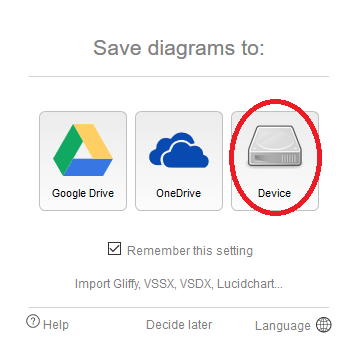 Save diagrams to:
Google Drive OneDrive Device
Remember this setting
Import Gliffy, VSSX, VSDX, Lucidchart...
Help Decide later Language